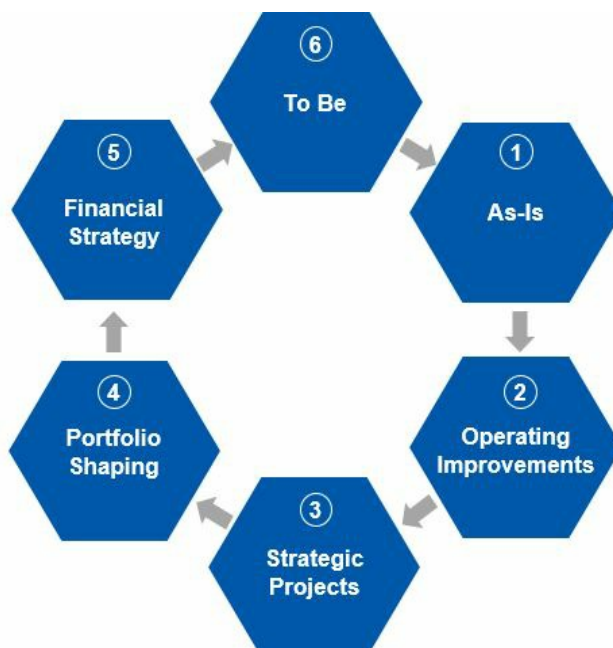 6
To Be
1
As-Is
2
Operating
Improvements
3
Strategic
Projects
4
Portfolio
Shaping
5
Financial
Strategy